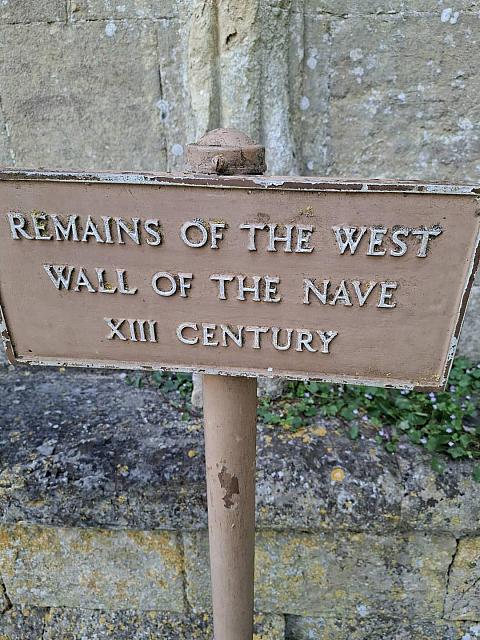 REMAINS OF THE WEST
WALL OF THE NAVE
XIII CENTURY